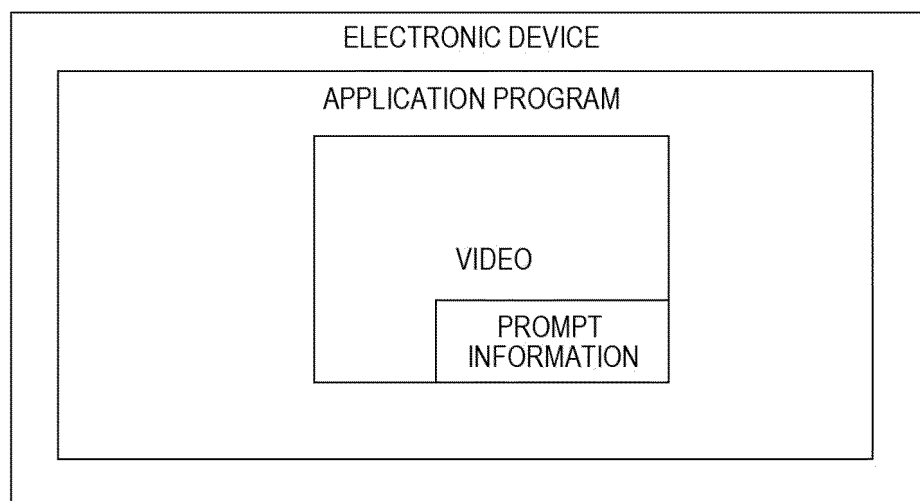 ELECTRONIC DEVICE
APPLICATION PROGRAM
VIDEO
PROMPT
INFORMATION